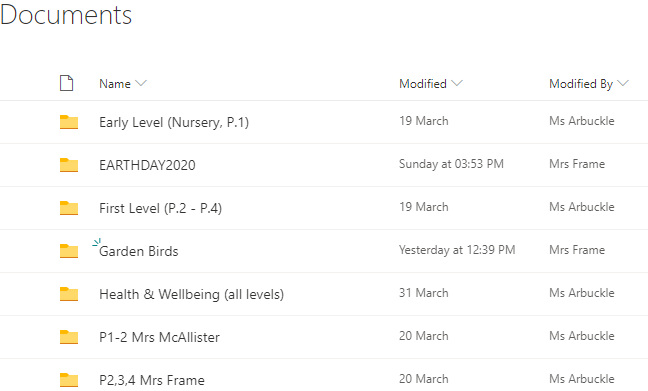 Documents
Name Modified Modified By
Early Level (Nursery, P.1) 19 March Ms Arbuckle
EARTHDAY2020 Sunday at 03:53 PM Mrs Frame
First Level (P.2 - P.4) 19 March Ms Arbuckle
Garden Birds Yesterday at 12:39 PM Mrs Frame
Health & Wellbeing (all levels) 31 March Ms Arbuckle
P1-2 Mrs McAllister 20 March Ms Arbuckle
P2,3,4 Mrs Frame 20 March Ms Arbuckle